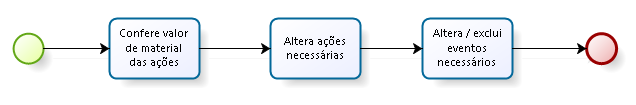 Confere valor
de material
das ações
Altera ações
necessárias
Altera / exclui
eventos
necessários